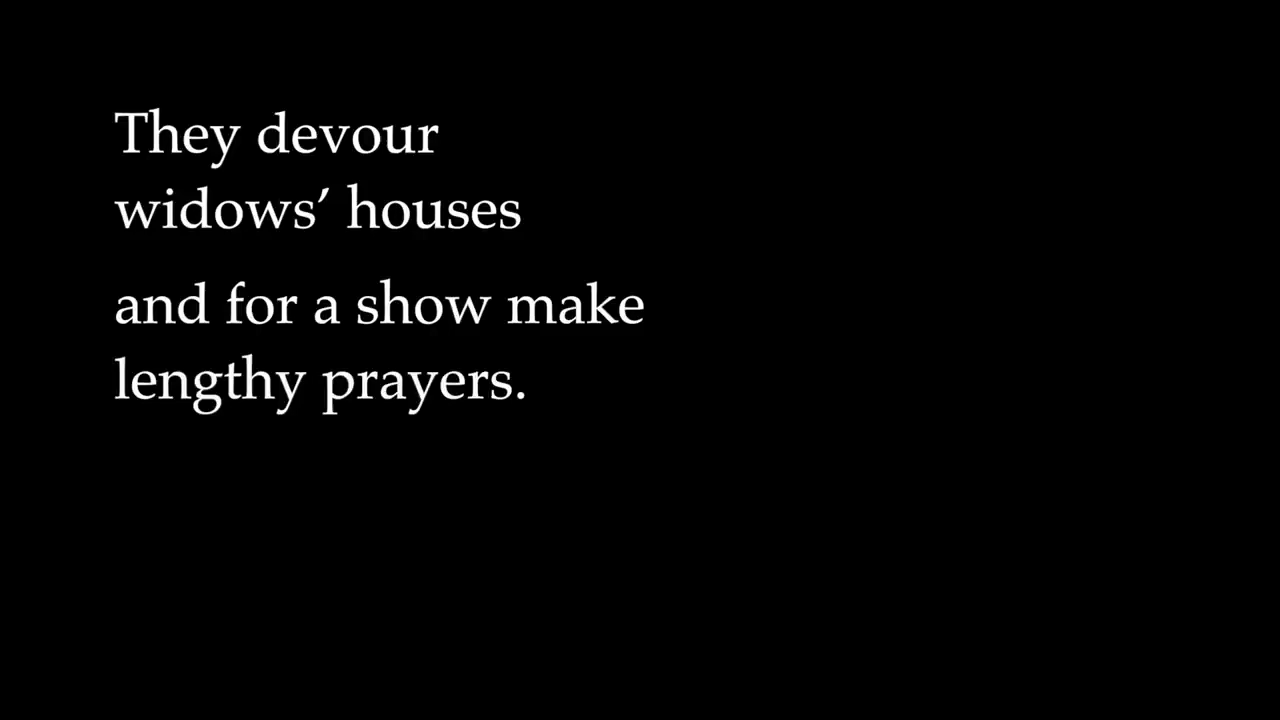 They devour
widows’ houses
and for a show make
lengthy prayers.